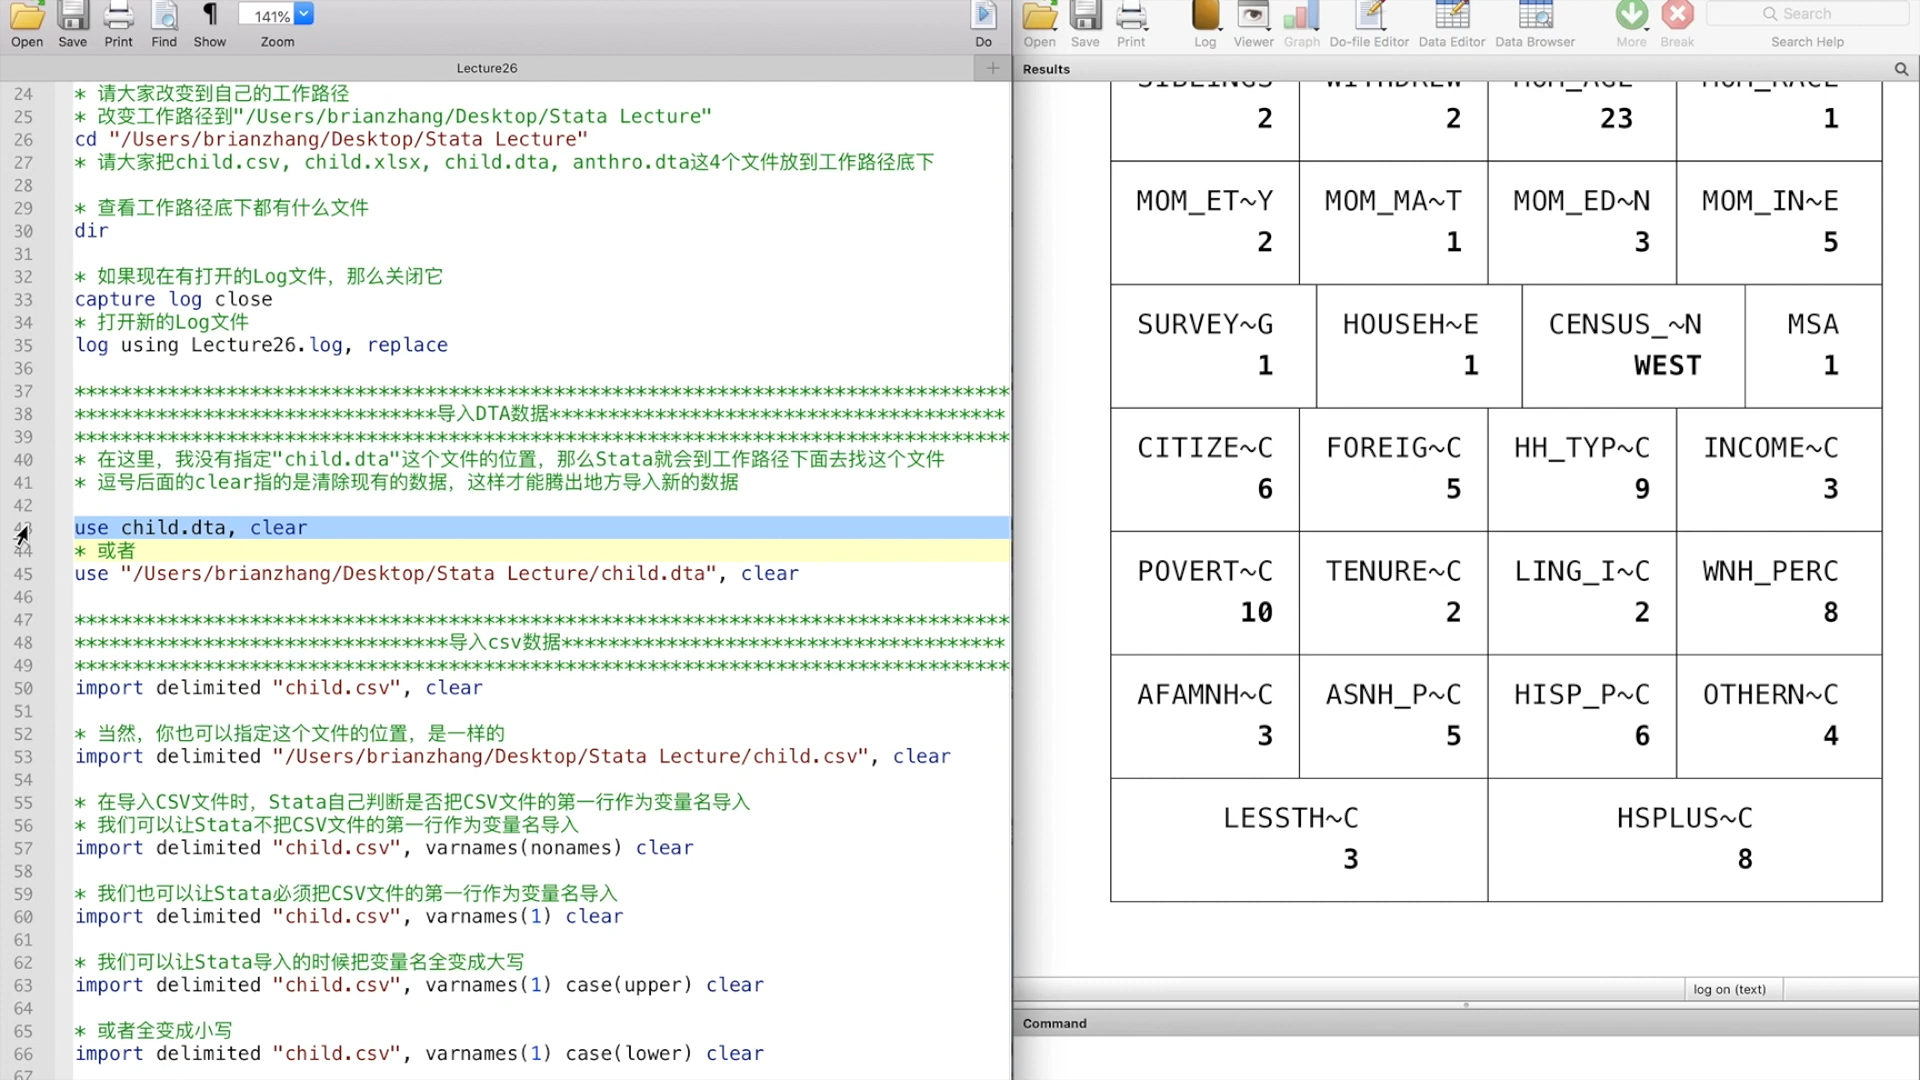 Open Save Print Find Show 141% Zoom Do
Lecture26
24 * 请大家改变到自己的工作路径
25 * 改变工作路径到"/Users/brianzhang/Desktop/Stata Lecture"
26 cd "/Users/brianzhang/Desktop/Stata Lecture"
27 * 请大家把child.csv, child.xlsx, child.dta, anthro.dta这4个文件放到工作路径底下
28
29 * 查看工作路径底下都有什么文件
30 dir
31
32 * 如果现在有打开的Log文件，那么关闭它
33 capture log close
34 * 打开新的Log文件
35 log using Lecture26.log, replace
36
37 ********************************************************************************
38 *******************************导入DTA数据***************************************
39 ********************************************************************************
40 * 在这里，我没有指定"child.dta"这个文件的位置，那么Stata就会到工作路径下面去找这个文件
41 * 逗号后面的clear指的是清除现有的数据，这样才能腾出地方导入新的数据
42
43 use child.dta, clear
44 * 或者
45 use "/Users/brianzhang/Desktop/Stata Lecture/child.dta", clear
46
47 ********************************************************************************
48 ********************************导入csv数据**************************************
49 ********************************************************************************
50 import delimited "child.csv", clear
51
52 * 当然，你也可以指定这个文件的位置，是一样的
53 import delimited "/Users/brianzhang/Desktop/Stata Lecture/child.csv", clear
54
55 * 在导入CSV文件时，Stata自己判断是否把CSV文件的第一行作为变量名导入
56 * 我们可以让Stata不把CSV文件的第一行作为变量名导入
57 import delimited "child.csv", varnames(nonames) clear
58
59 * 我们也可以让Stata必须把CSV文件的第一行作为变量名导入
60 import delimited "child.csv", varnames(1) clear
61
62 * 我们可以让Stata导入的时候把变量名全变成大写
63 import delimited "child.csv", varnames(1) case(upper) clear
64
65 * 或者全变成小写
66 import delimited "child.csv", varnames(1) case(lower) clear
67
Open Save Print Log Viewer Graph Do-file Editor Data Editor Data Browser More Break Search
Search Help
Results
SIBLINGS WITHDREW MOM_AGE MOM_RACE
2 2 23 1
MOM_ET~Y MOM_MA~T MOM_ED~N MOM_IN~E
2 1 3 5
SURVEY~G HOUSEH~E CENSUS_~N MSA
1 1 WEST 1
CITIZE~C FOREIG~C HH_TYP~C INCOME~C
6 5 9 3
POVERT~C TENURE~C LING_I~C WNH_PERC
10 2 2 8
AFAMNH~C ASNH_P~C HISP_P~C OTHERN~C
3 5 6 4
LESSTH~C HSPLUS~C
3 8
log on (text)
Command